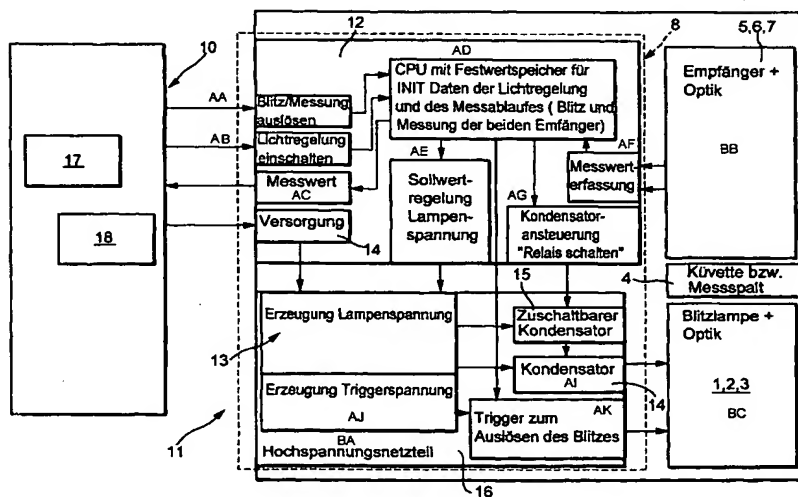 10
12
8
5,6,7
AA
AB
17
18
11
Blitz/Messung
auslösen
Lichtregelung
einschalten
Messwert
AC
Versorgung
14
AD
CPU mit Festwertspeicher für
INIT Daten der Lichtregelung
und des Messablaufes ( Blitz und
Messung der beiden Emfänger)
AE
Sollwert-
regelung
Lampen-
spannung
AF
Messwert-
erfassung
AG
Kondensator-
ansteuerung
"Relais schalten"
Empfänger +
Optik
BB
4
Küvette bzw.
Messspalt
13
Erzeugung Lampenspannung
Erzeugung Triggerspannung
AJ
15
Zuschaltbarer
Kondensator
Kondensator
AI
14
AK
Trigger zum
Auslösen des Blitzes
BA
Hochspannungsnetzteil
16
Blitzlampe +
Optik
1,2,3
BC